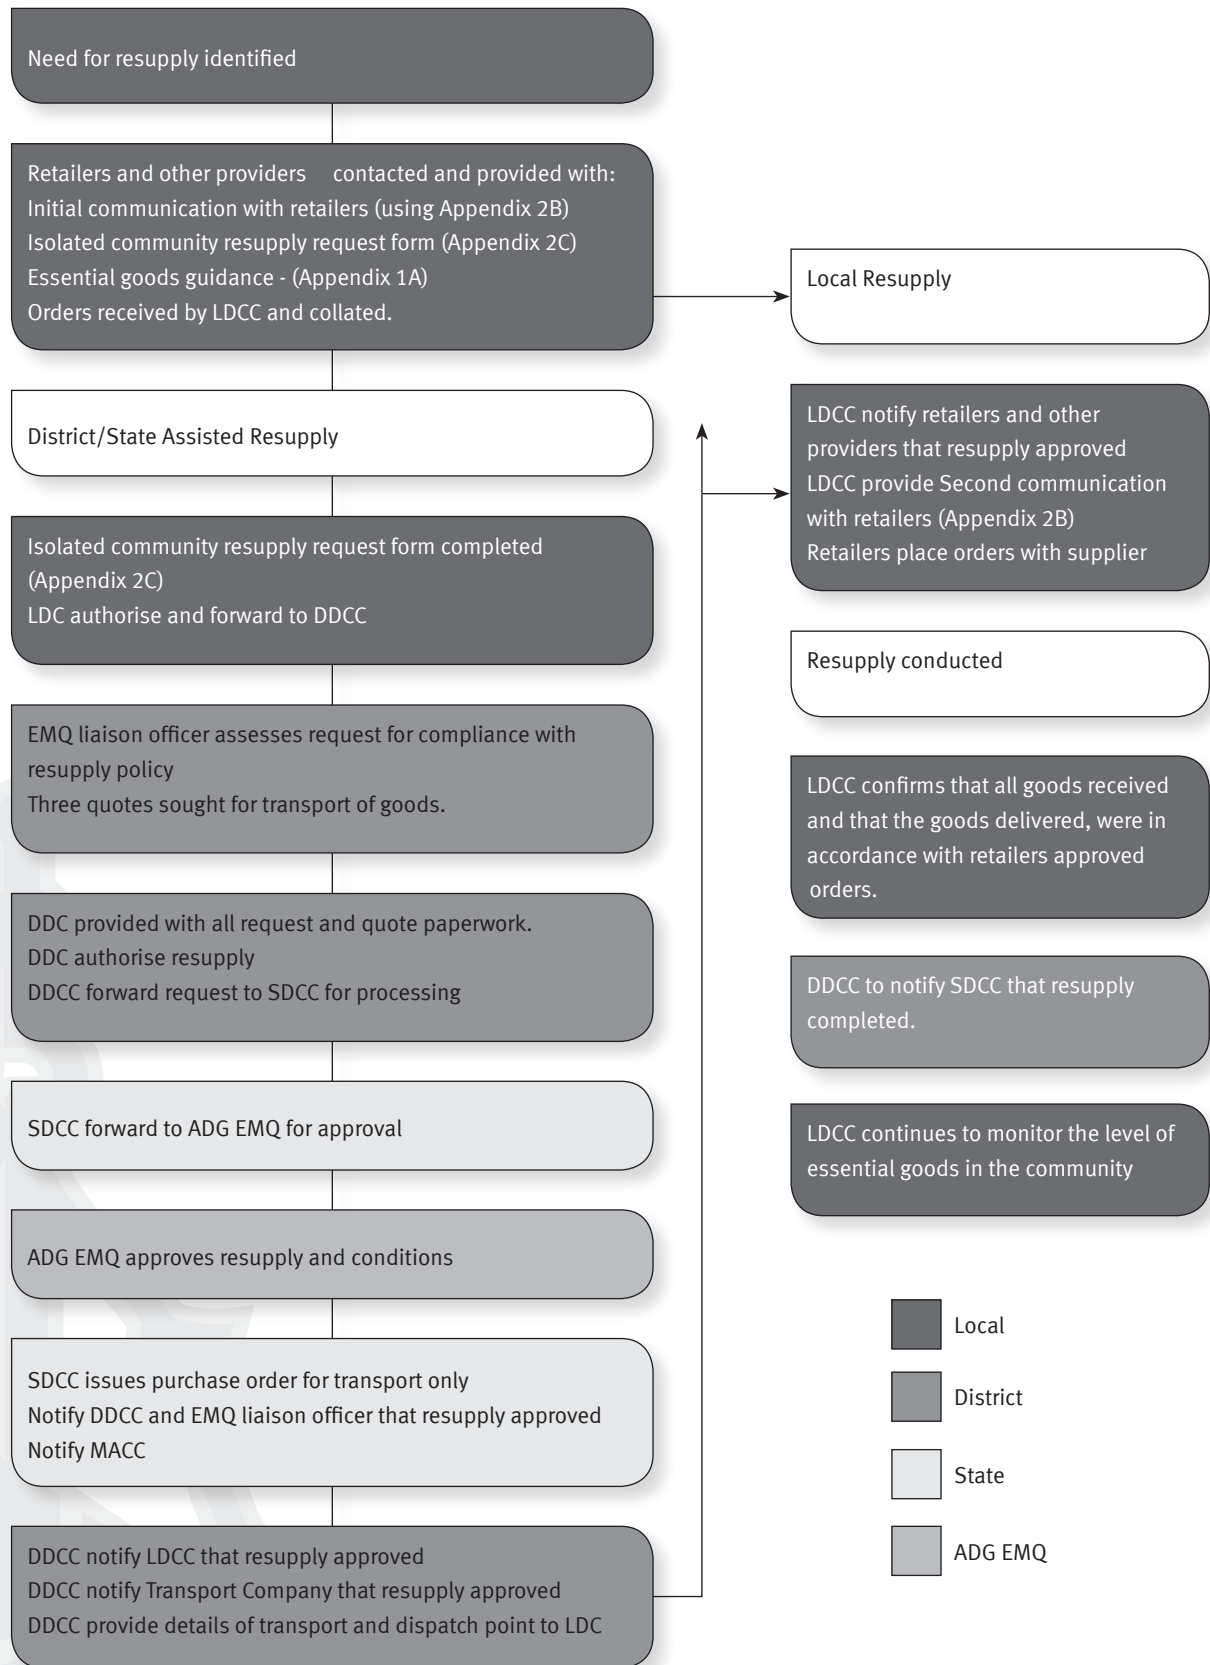 Need for resupply identified
Retailers and other providers contacted and provided with:
Initial communication with retailers (using Appendix 2B)
Isolated community resupply request form (Appendix 2C)
Essential goods guidance - (Appendix 1A)
Orders received by LDCC and collated.
District/State Assisted Resupply
Isolated community resupply request form completed
(Appendix 2C)
LDC authorise and forward to DDCC
EMQ liaison officer assesses request for compliance with
resupply policy
Three quotes sought for transport of goods.
DDC provided with all request and quote paperwork.
DDC authorise resupply
DDCC forward request to SDCC for processing
SDCC forward to ADG EMQ for approval
ADG EMQ approves resupply and conditions
SDCC issues purchase order for transport only
Notify DDCC and EMQ liaison officer that resupply approved
Notify MACC
DDCC notify LDCC that resupply approved
DDCC notify Transport Company that resupply approved
DDCC provide details of transport and dispatch point to LDC
Local Resupply
LDCC notify retailers and other
providers that resupply approved
LDCC provide Second communication
with retailers (Appendix 2B)
Retailers place orders with supplier
Resupply conducted
LDCC confirms that all goods received
and that the goods delivered, were in
accordance with retailers approved
orders.
DDCC to notify SDCC that resupply
completed.
LDCC continues to monitor the level of
essential goods in the community
Local
District
State
ADG EMQ